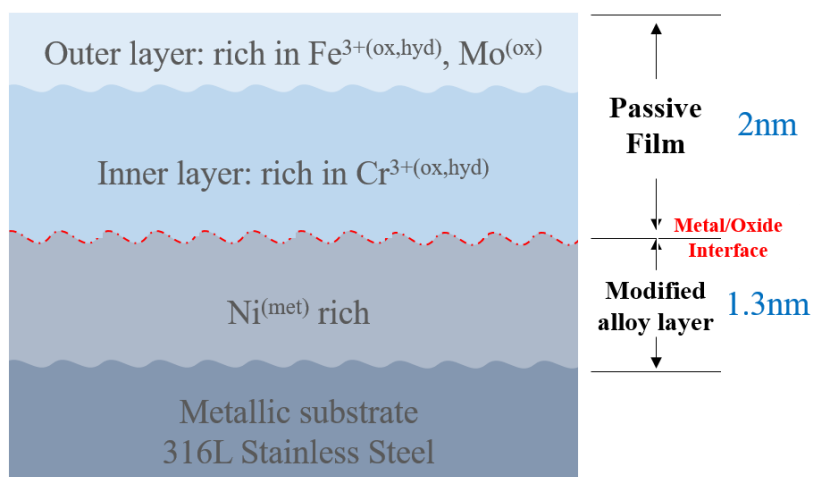 Outer layer: rich in Fe3+(ox,hyd), Mo(ox)
Inner layer: rich in Cr3+(ox,hyd)
Ni(met) rich
Metallic substrate
316L Stainless Steel
Passive
Film
2nm
Metal/Oxide
Interface
Modified
alloy layer
1.3nm